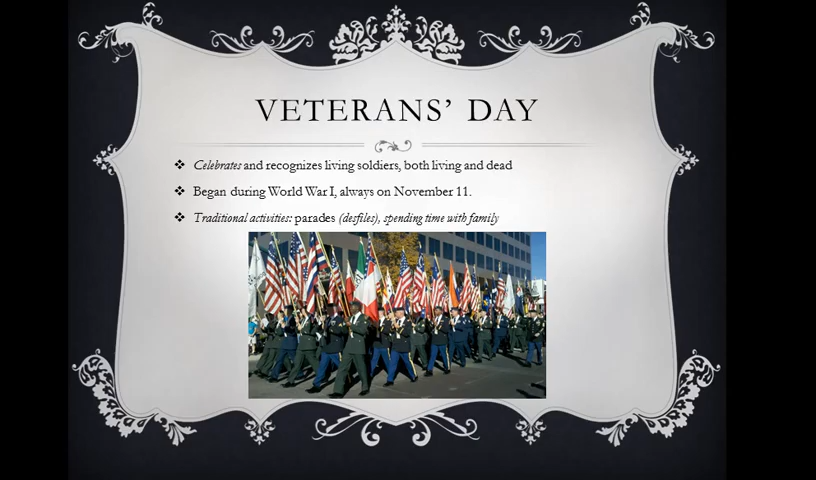 VETERANS’ DAY
Celebrates and recognizes living soldiers, both living and dead
Began during World War I, always on November 11.
Traditional activities: parades (desfiles), spending time with family